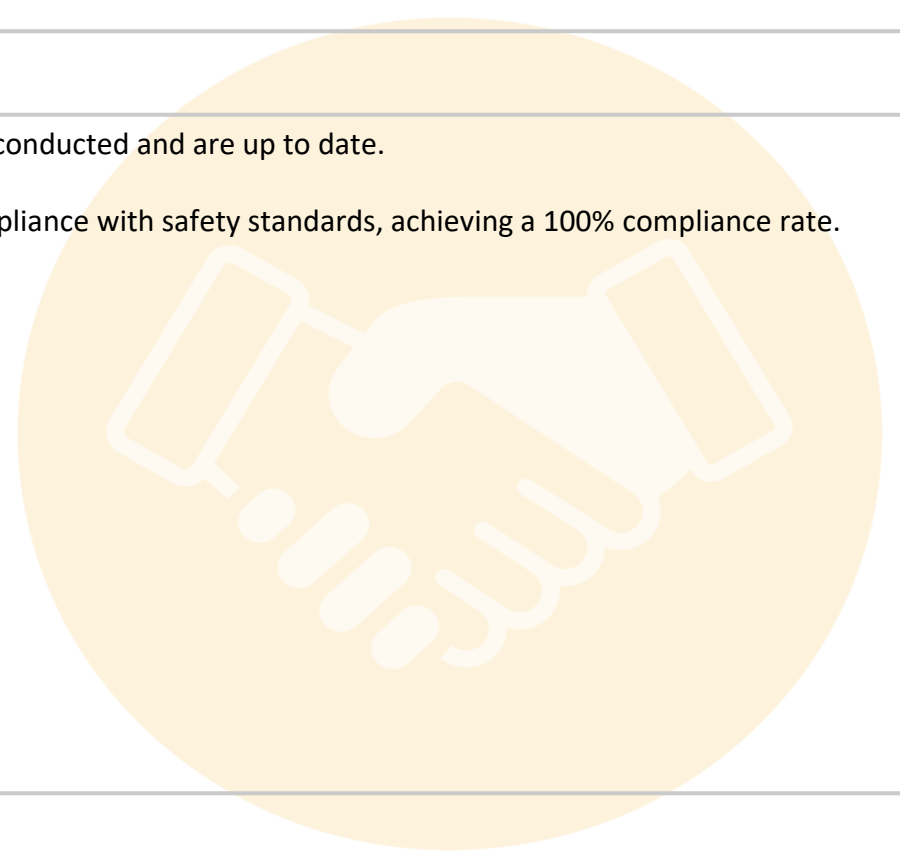 conducted and are up to date.
pliance with safety standards, achieving a 100% compliance rate.